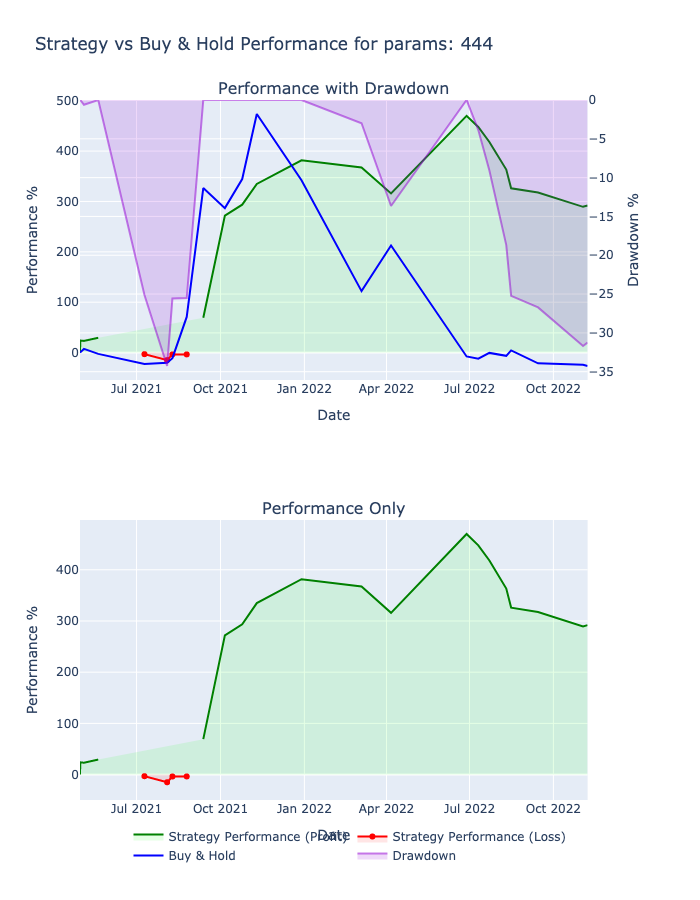 Strategy vs Buy & Hold Performance for params: 444
Performance with Drawdown
500
400
300
200
100
0
Performance %
0
−5
−10
−15
−20
−25
−30
−35
Drawdown %
Jul 2021 Oct 2021 Jan 2022 Apr 2022 Jul 2022 Oct 2022
Date
Performance Only
400
300
200
100
0
Performance %
Jul 2021 Oct 2021 Jan 2022 Apr 2022 Jul 2022 Oct 2022
Date
Strategy Performance (Profit) Strategy Performance (Loss)
Buy & Hold Drawdown